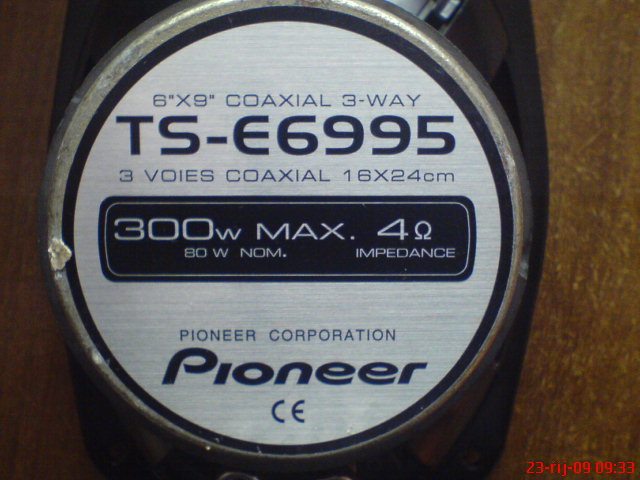 6"X9" COAXIAL 3-WAY
TS-E6995
3 VOIES COAXIAL 16X24cm
300W MAX. 4Ω
80 W NOM. IMPEDANCE
PIONEER CORPORATION
Pioneer
CE
23-rij-09 09:33